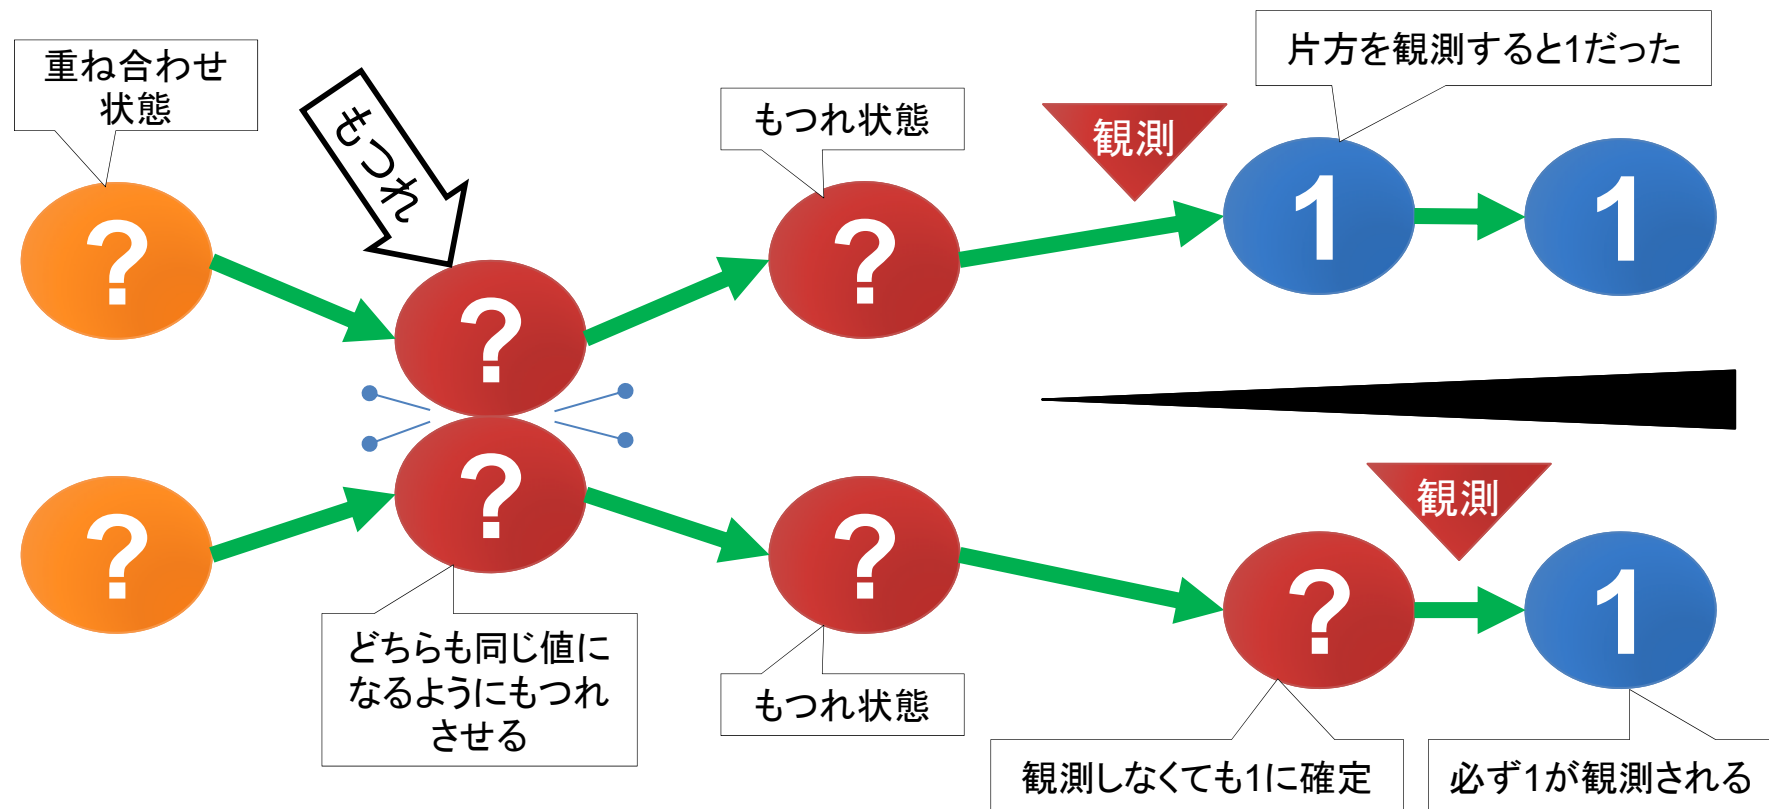 重ね合わせ
状態
もつれ
もつれ状態
観測
片方を観測すると1だった
?
?
?
1
1
?
?
?
?
観測
?
1
どちらも同じ値に
なるようにもつれ
させる
もつれ状態
観測しなくても1に確定
必ず1が観測される